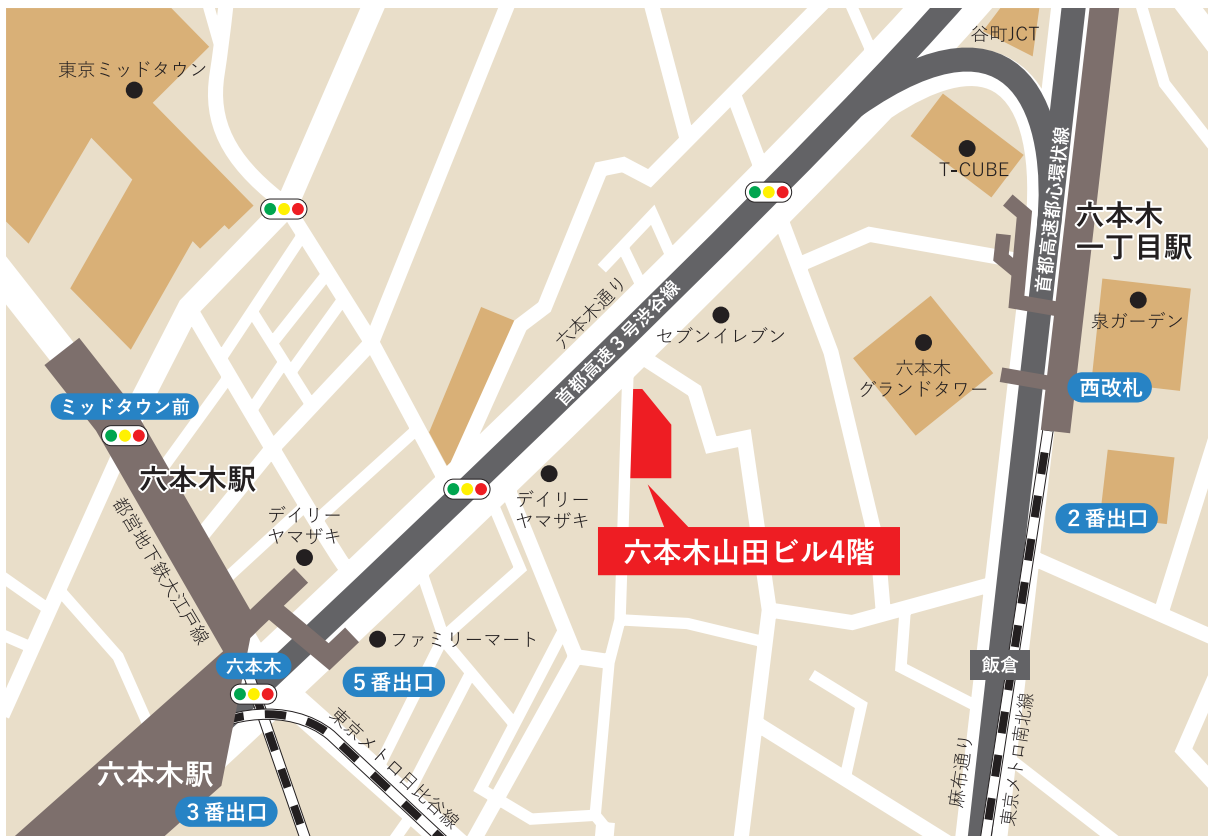 谷町JCT
東京ミッドタウン
T-CUBE
首都高速都心環状線
六本木
一丁目駅
六本木通り
首都高速3号渋谷線
セブンイレブン
泉ガーデン
六本木
グランドタワー
西改札
ミッドタウン前
六本木駅
都営地下鉄大江戸線
デイリー
ヤマザキ
デイリー
ヤマザキ
２番出口
六本木山田ビル4階
ファミリーマート
六本木
５番出口
飯倉
東京メトロ日比谷線
麻布通り
東京メトロ南北線
六本木駅
３番出口